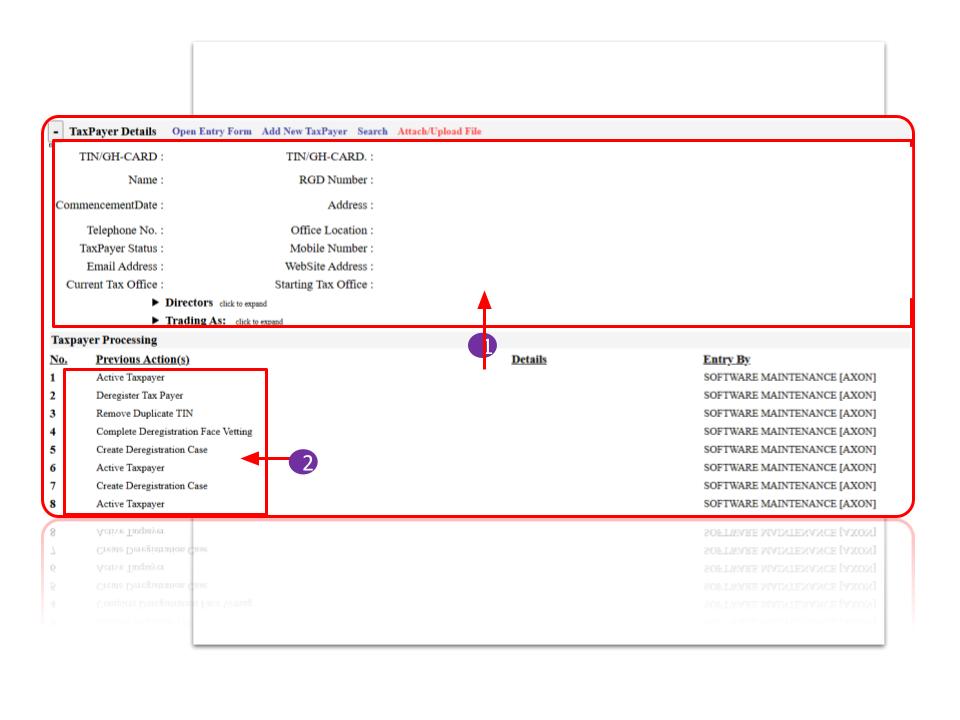 - TaxPayer Details Open Entry Form Add New TaxPayer Search Attach/Upload File
TIN/GH-CARD : TIN/GH-CARD. :
Name : RGD Number :
CommencementDate : Address :
Telephone No. : Office Location :
TaxPayer Status : Mobile Number :
Email Address : WebSite Address :
Current Tax Office : Starting Tax Office :
Directors click to expand
Trading As: click to expand
Taxpayer Processing
1
No. Previous Action(s) Details Entry By
1 Active Taxpayer SOFTWARE MAINTENANCE [AXON]
2 Deregister Tax Payer SOFTWARE MAINTENANCE [AXON]
3 Remove Duplicate TIN SOFTWARE MAINTENANCE [AXON]
4 Complete Deregistration Face Vetting SOFTWARE MAINTENANCE [AXON]
5 Create Deregistration Case SOFTWARE MAINTENANCE [AXON]
2
6 Active Taxpayer SOFTWARE MAINTENANCE [AXON]
7 Create Deregistration Case SOFTWARE MAINTENANCE [AXON]
8 Active Taxpayer SOFTWARE MAINTENANCE [AXON]